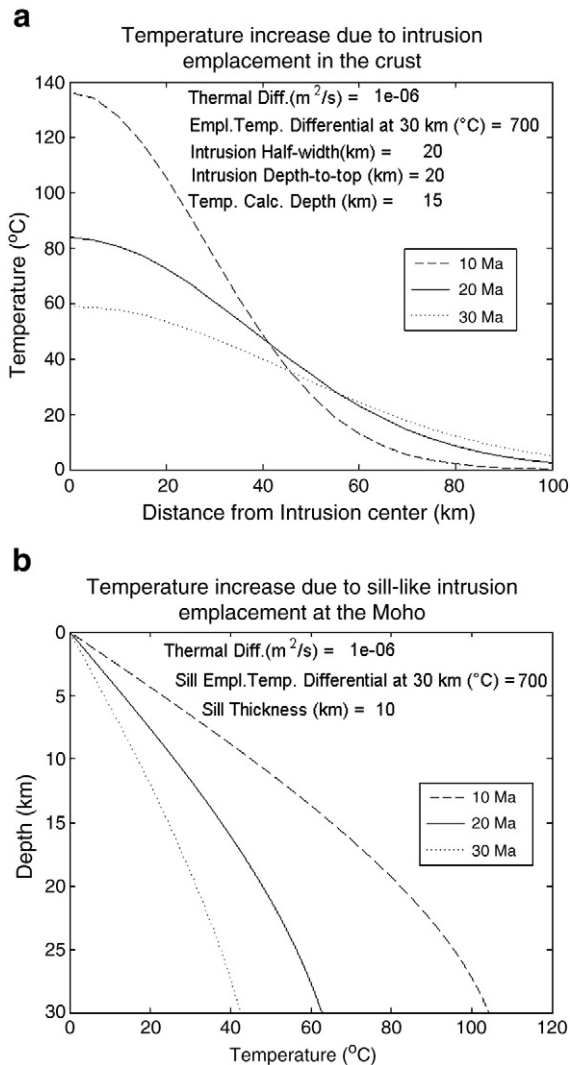 a
Temperature increase due to intrusion
emplacement in the crust
140
120
100
80
60
40
20
0
Temperature (ºC)
Thermal Diff.(m²/s) = 1e-06
Empl.Temp. Differential at 30 km (°C) = 700
Intrusion Half-width(km) = 20
Intrusion Depth-to-top (km) = 20
Temp. Calc. Depth (km) = 15
10 Ma
20 Ma
30 Ma
0 20 40 60 80 100
Distance from Intrusion center (km)
b
Temperature increase due to sill-like intrusion
emplacement at the Moho
0
5
10
15
20
25
30
Depth (km)
Thermal Diff.(m²/s) = 1e-06
Sill Empl.Temp. Differential at 30 km (°C) = 700
Sill Thickness (km) = 10
10 Ma
20 Ma
30 Ma
0 20 40 60 80 100 120
Temperature (ºC)